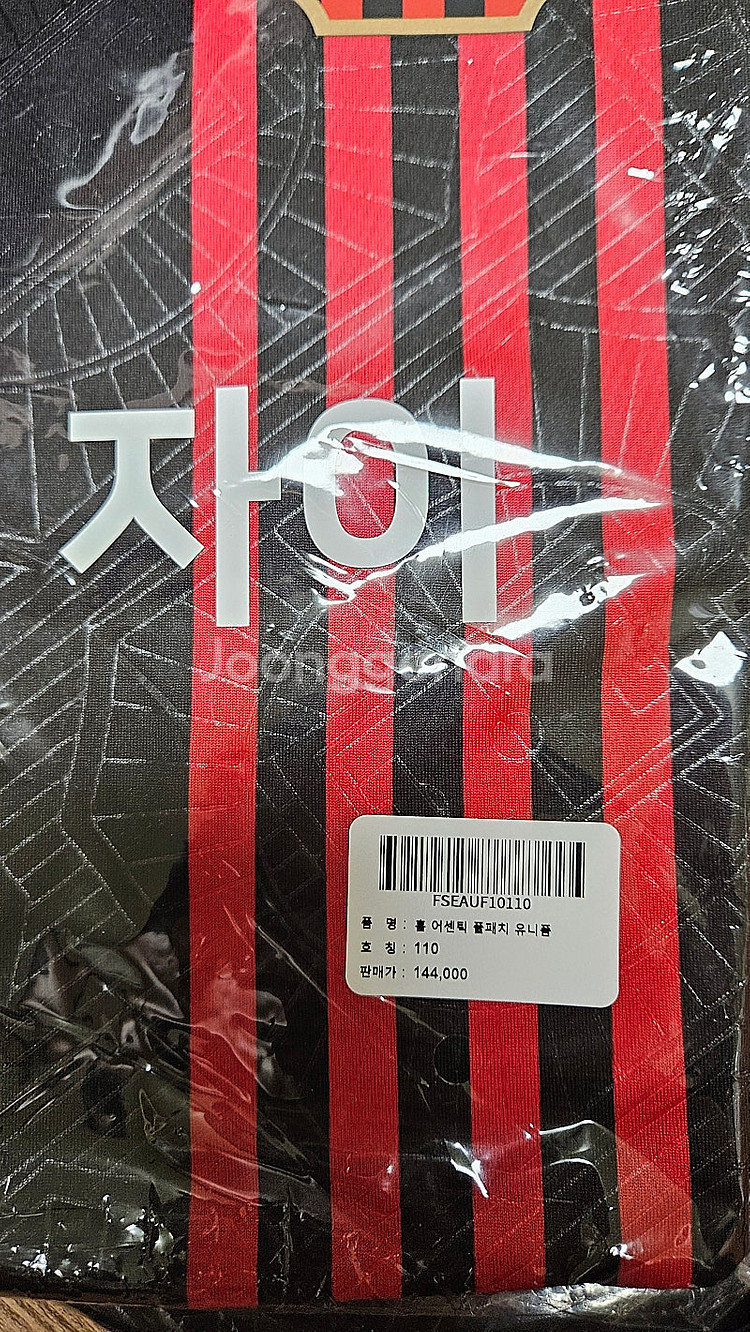 자이
Joongonara
FSEAUF10110
품 명 : 홈 어센틱 풀패치 유니폼
호 칭 : 110
판매가 : 144,000